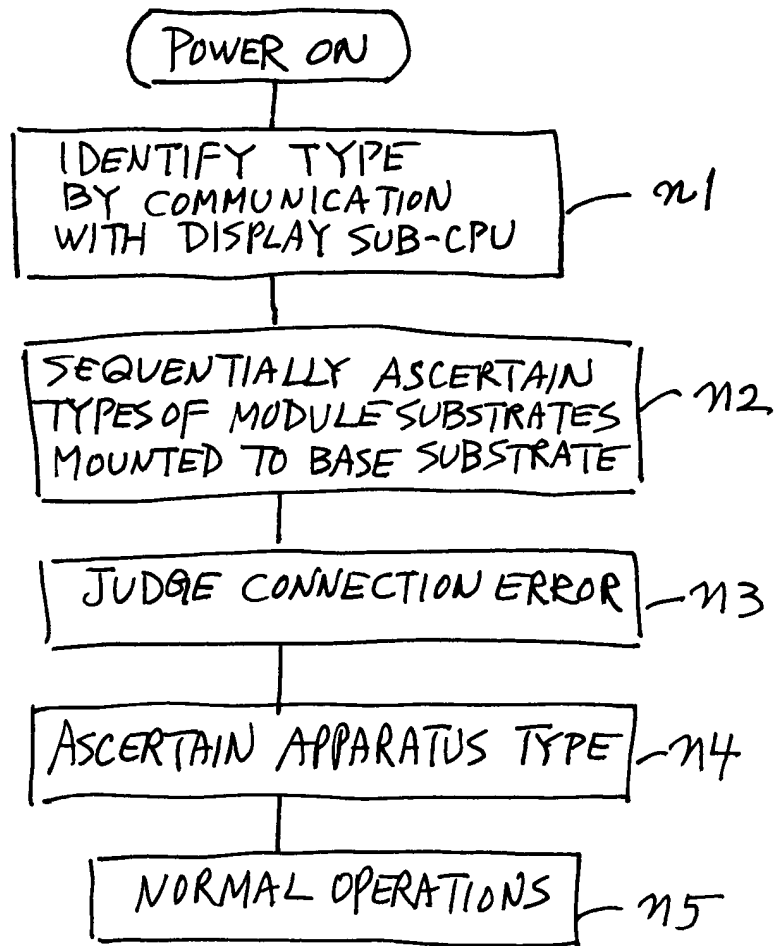 POWER ON
IDENTIFY TYPE
BY COMMUNICATION
WITH DISPLAY SUB-CPU
n1
SEQUENTIALLY ASCERTAIN
TYPES OF MODULE SUBSTRATES
MOUNTED TO BASE SUBSTRATE
n2
JUDGE CONNECTION ERROR
n3
ASCERTAIN APPARATUS TYPE
n4
NORMAL OPERATIONS
n5